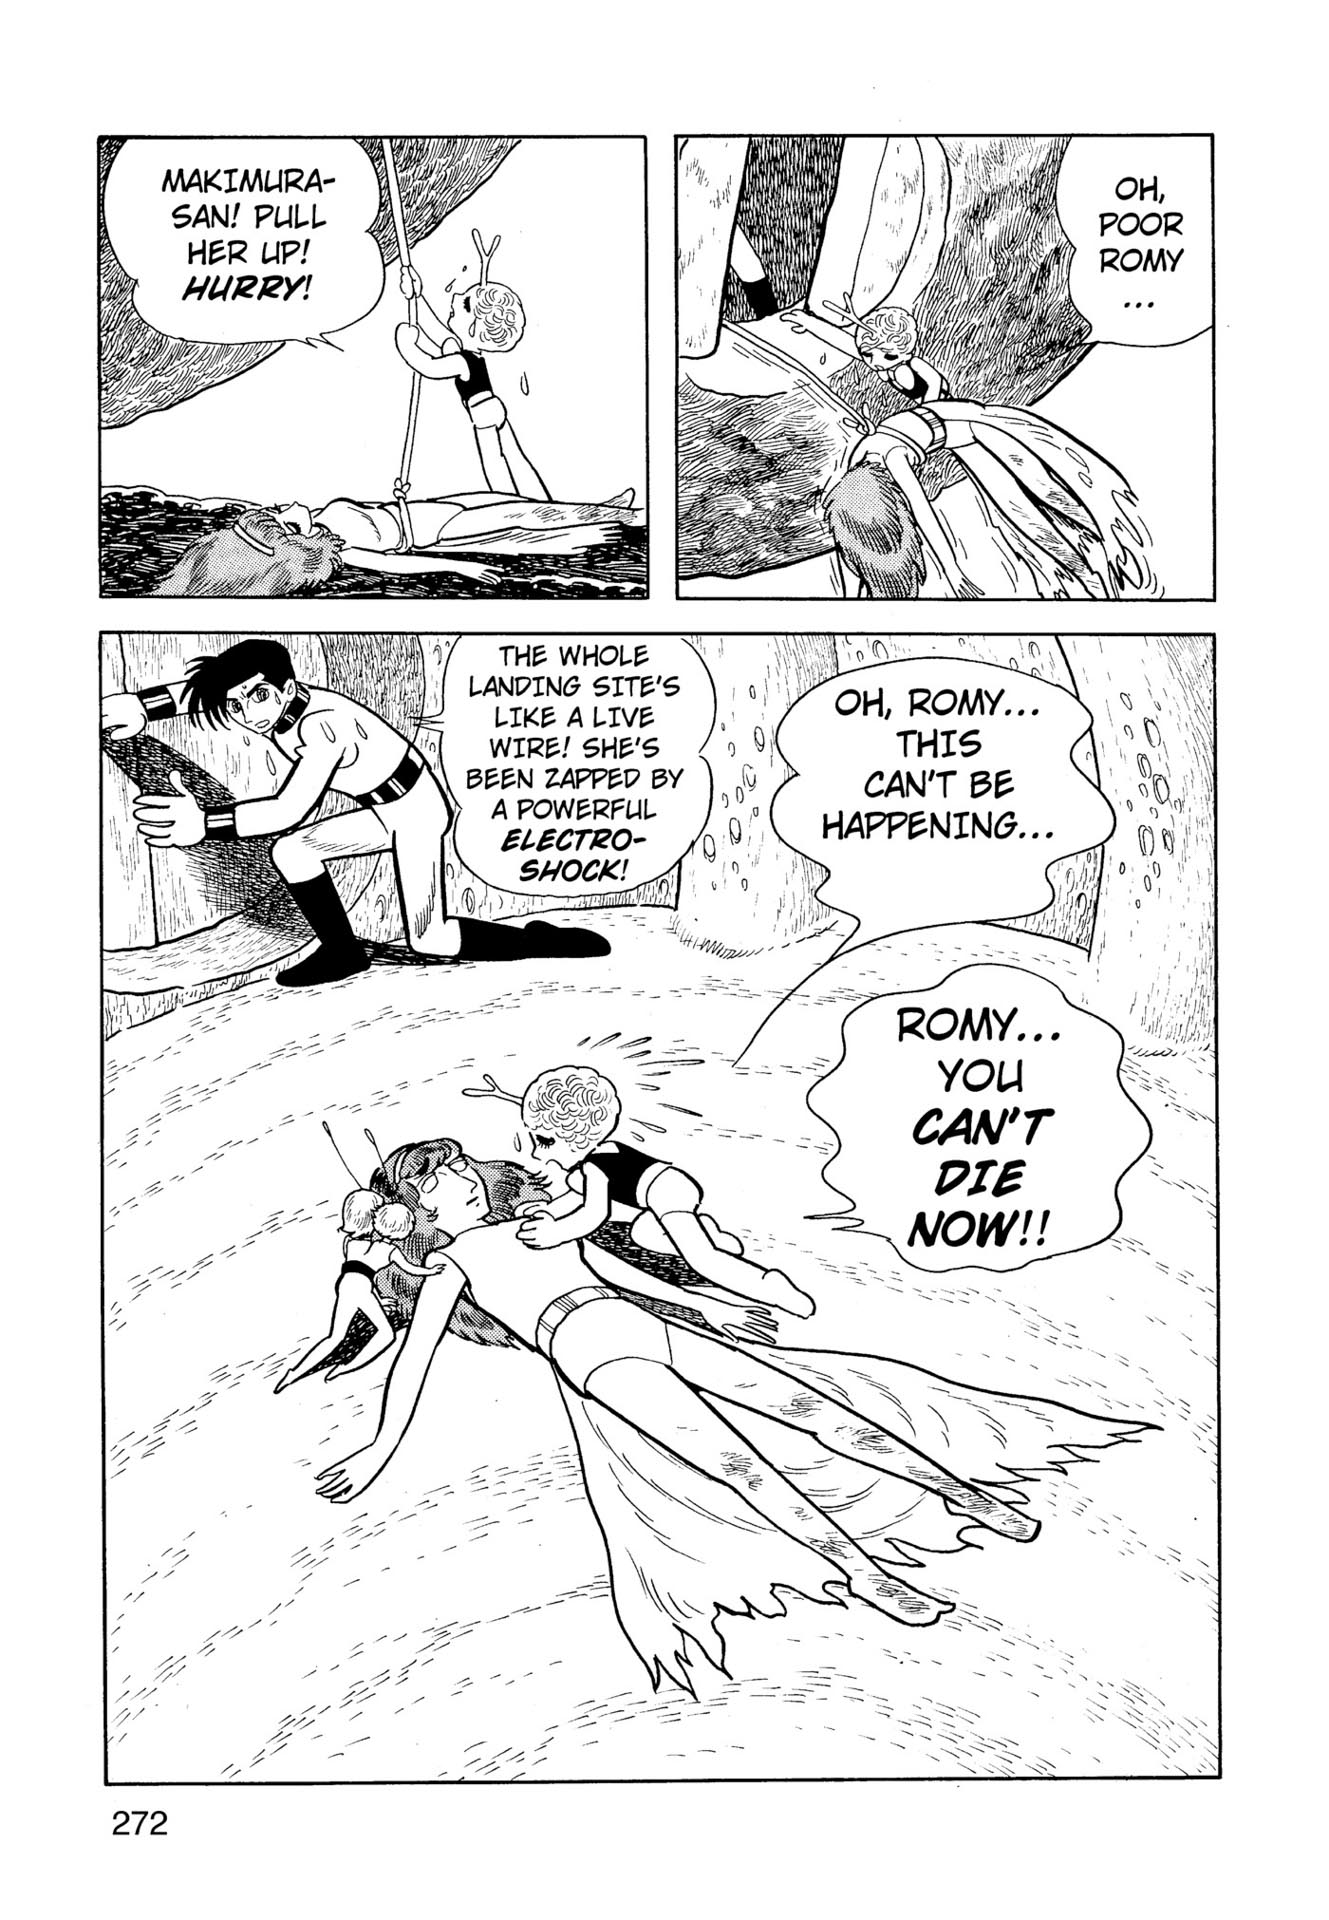 MAKIMURA-
SAN! PULL
HER UP!
HURRY!
OH,
POOR
ROMY
...
THE WHOLE
LANDING SITE'S
LIKE A LIVE
WIRE! SHE'S
BEEN ZAPPED BY
A POWERFUL
ELECTRO-
SHOCK!
OH, ROMY...
THIS
CAN'T BE
HAPPENING...
ROMY...
YOU
CAN'T
DIE
NOW!!
272